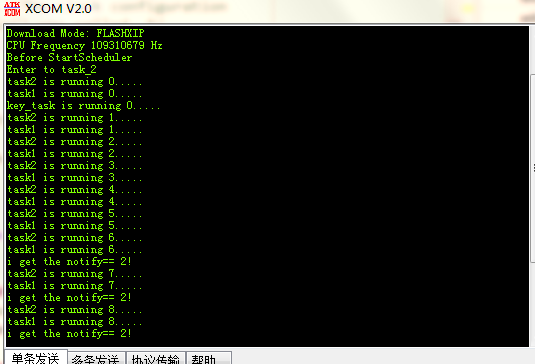 ATK
XCOM XCOM V2.0
Download Mode: FLASHXIP
CPU Frequency 109310679 Hz
Before StartScheduler
Enter to task_2
task2 is running 0.....
task1 is running 0.....
key_task is running 0.....
task2 is running 1.....
task1 is running 1.....
task2 is running 2.....
task1 is running 2.....
task2 is running 3.....
task1 is running 3.....
task2 is running 4.....
task1 is running 4.....
task2 is running 5.....
task1 is running 5.....
task2 is running 6.....
task1 is running 6.....
i get the notify== 2!
task2 is running 7.....
task1 is running 7.....
i get the notify== 2!
task2 is running 8.....
task1 is running 8.....
i get the notify== 2!
单条发送 多条发送 协议传输 帮助